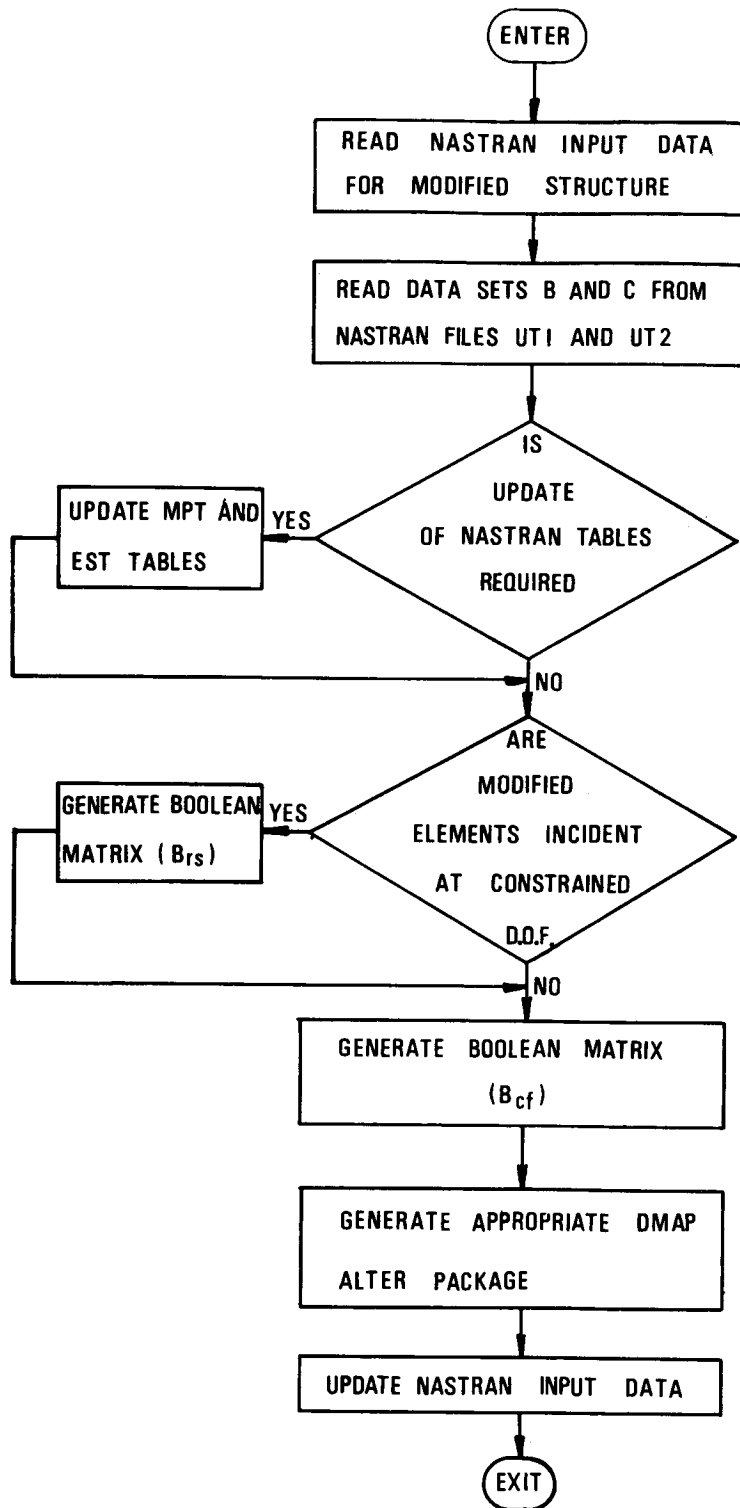 ENTER
READ NASTRAN INPUT DATA
FOR MODIFIED STRUCTURE
READ DATA SETS B AND C FROM
NASTRAN FILES UT1 AND UT2
IS
UPDATE
OF NASTRAN TABLES
REQUIRED
YES
UPDATE MPT AND
EST TABLES
NO
ARE
MODIFIED
ELEMENTS INCIDENT
AT CONSTRAINED
D.O.F.
YES
GENERATE BOOLEAN
MATRIX (Brs)
NO
GENERATE BOOLEAN MATRIX
(Bcf)
GENERATE APPROPRIATE DMAP
ALTER PACKAGE
UPDATE NASTRAN INPUT DATA
EXIT